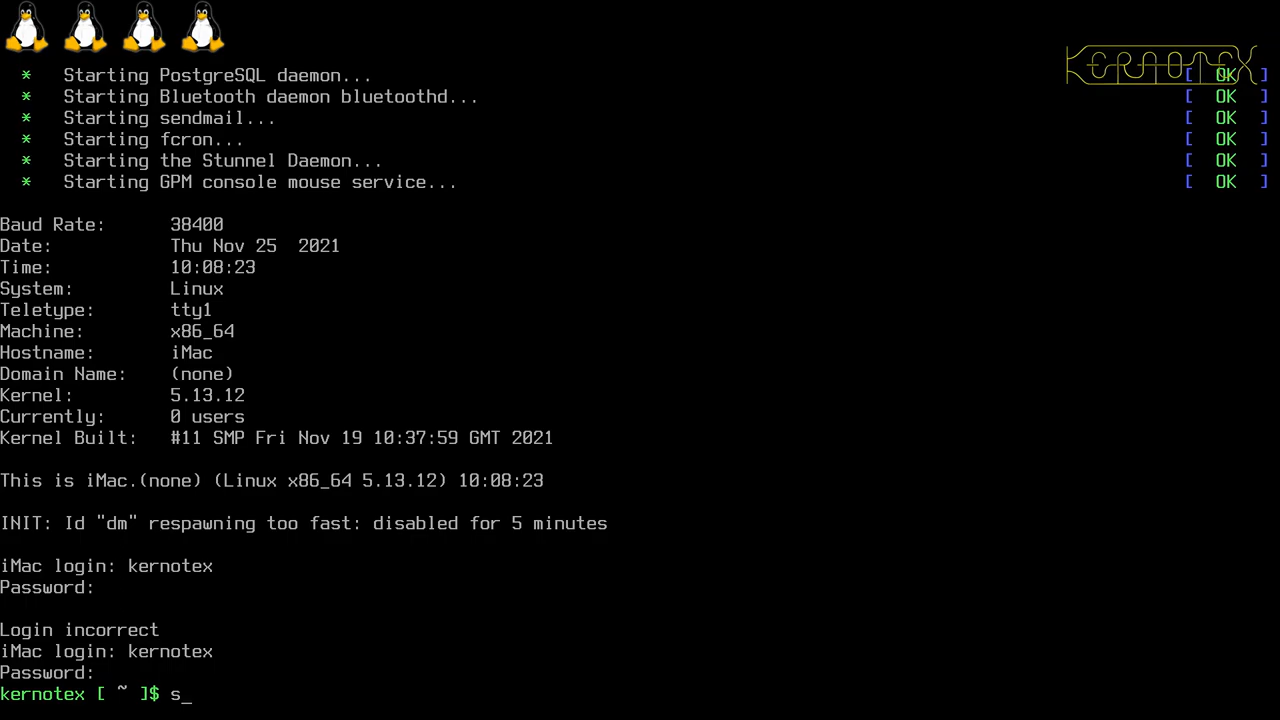 KERNOTEX
* Starting PostgreSQL daemon... [ OK ]
* Starting Bluetooth daemon bluetoothd... [ OK ]
* Starting sendmail... [ OK ]
* Starting fcron... [ OK ]
* Starting the Stunnel Daemon... [ OK ]
* Starting GPM console mouse service... [ OK ]
Baud Rate: 38400
Date: Thu Nov 25  2021
Time: 10:08:23
System: Linux
Teletype: tty1
Machine: x86_64
Hostname: iMac
Domain Name: (none)
Kernel: 5.13.12
Currently: 0 users
Kernel Built: #11 SMP Fri Nov 19 10:37:59 GMT 2021
This is iMac.(none) (Linux x86_64 5.13.12) 10:08:23
INIT: Id "dm" respawning too fast: disabled for 5 minutes
iMac login: kernotex
Password:
Login incorrect
iMac login: kernotex
Password:
kernotex [ ~ ]$ s_